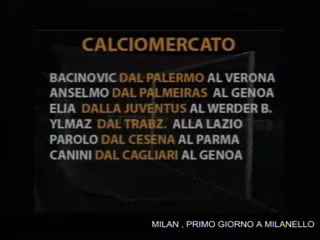 CALCIOMERCATO
BACINOVIC DAL PALERMO AL VERONA
ANSELMO DAL PALMEIRAS AL GENOA
ELIA DALLA JUVENTUS AL WERDER B.
YLMAZ DAL TRABZ. ALLA LAZIO
PAROLO DAL CESENA AL PARMA
CANINI DAL CAGLIARI AL GENOA
MILAN , PRIMO GIORNO A MILANELLO